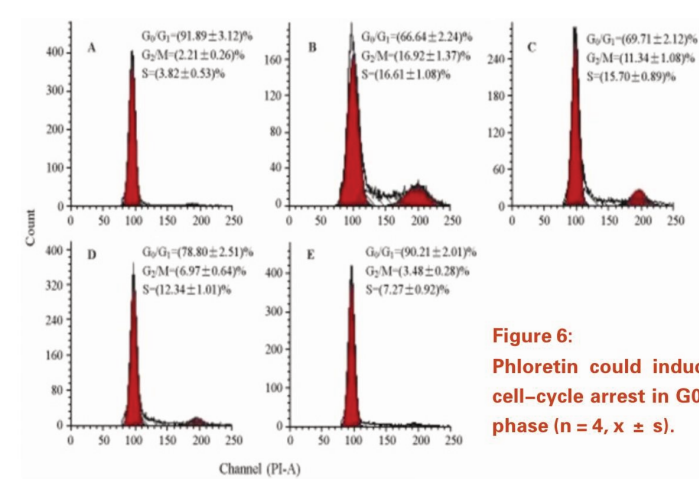 A
G₀/G₁=(91.89±3.12)%
G₂/M=(2.21±0.26)%
S=(3.82±0.53)%
400
300
200
100
0
0 50 100 150 200 250
B
G₀/G₁=(66.64±2.24)%
G₂/M=(16.92±1.37)%
S=(16.61±1.08)%
160
120
80
40
0
0 50 100 150 200 250
C
G₀/G₁=(69.71±2.12)%
G₂/M=(11.34±1.08)%
S=(15.70±0.89)%
240
180
120
60
0
0 50 100 150 200 250
Count
D
G₀/G₁=(78.80±2.51)%
G₂/M=(6.97±0.64)%
S=(12.34±1.01)%
400
320
240
160
80
0
0 50 100 150 200 250
E
G₀/G₁=(90.21±2.01)%
G₂/M=(3.48±0.28)%
S=(7.27±0.92)%
400
300
200
100
0
0 50 100 150 200 250
Channel (PI-A)
Figure 6:
Phloretin could induc
cell–cycle arrest in G0
phase (n = 4, x ± s).